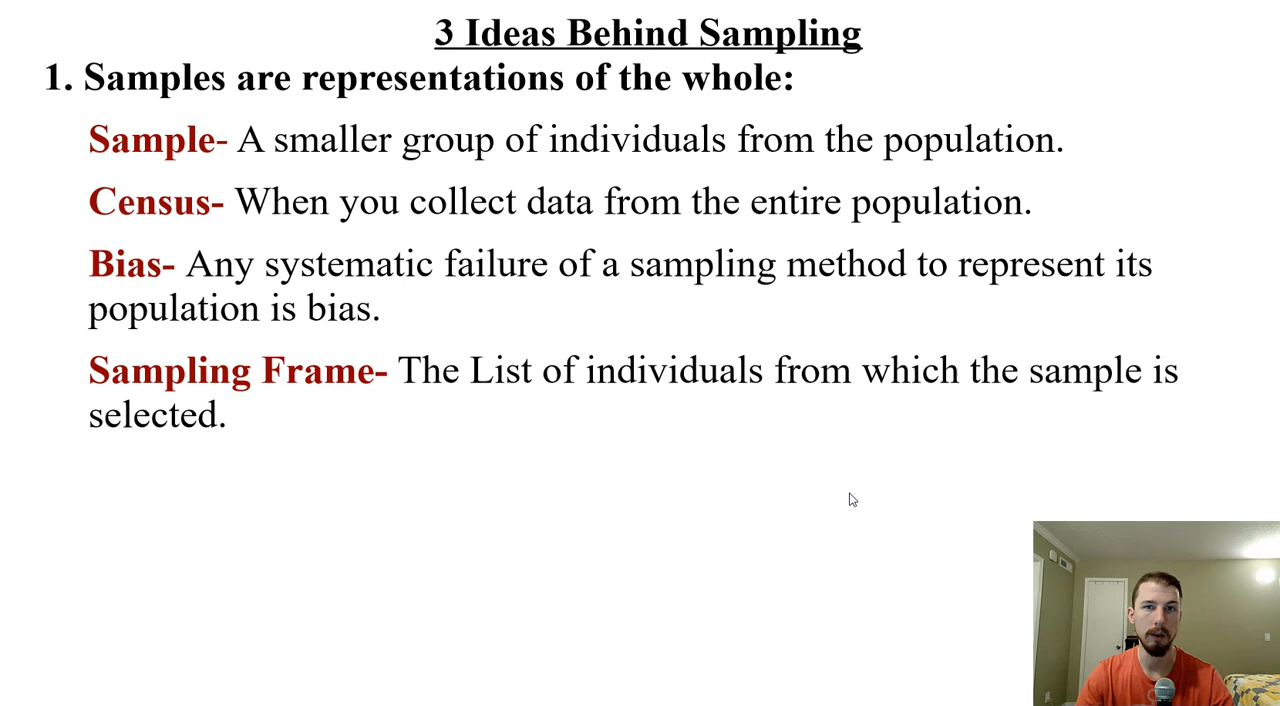 3 Ideas Behind Sampling
1. Samples are representations of the whole:
Sample- A smaller group of individuals from the population.
Census- When you collect data from the entire population.
Bias- Any systematic failure of a sampling method to represent its
population is bias.
Sampling Frame- The List of individuals from which the sample is
selected.